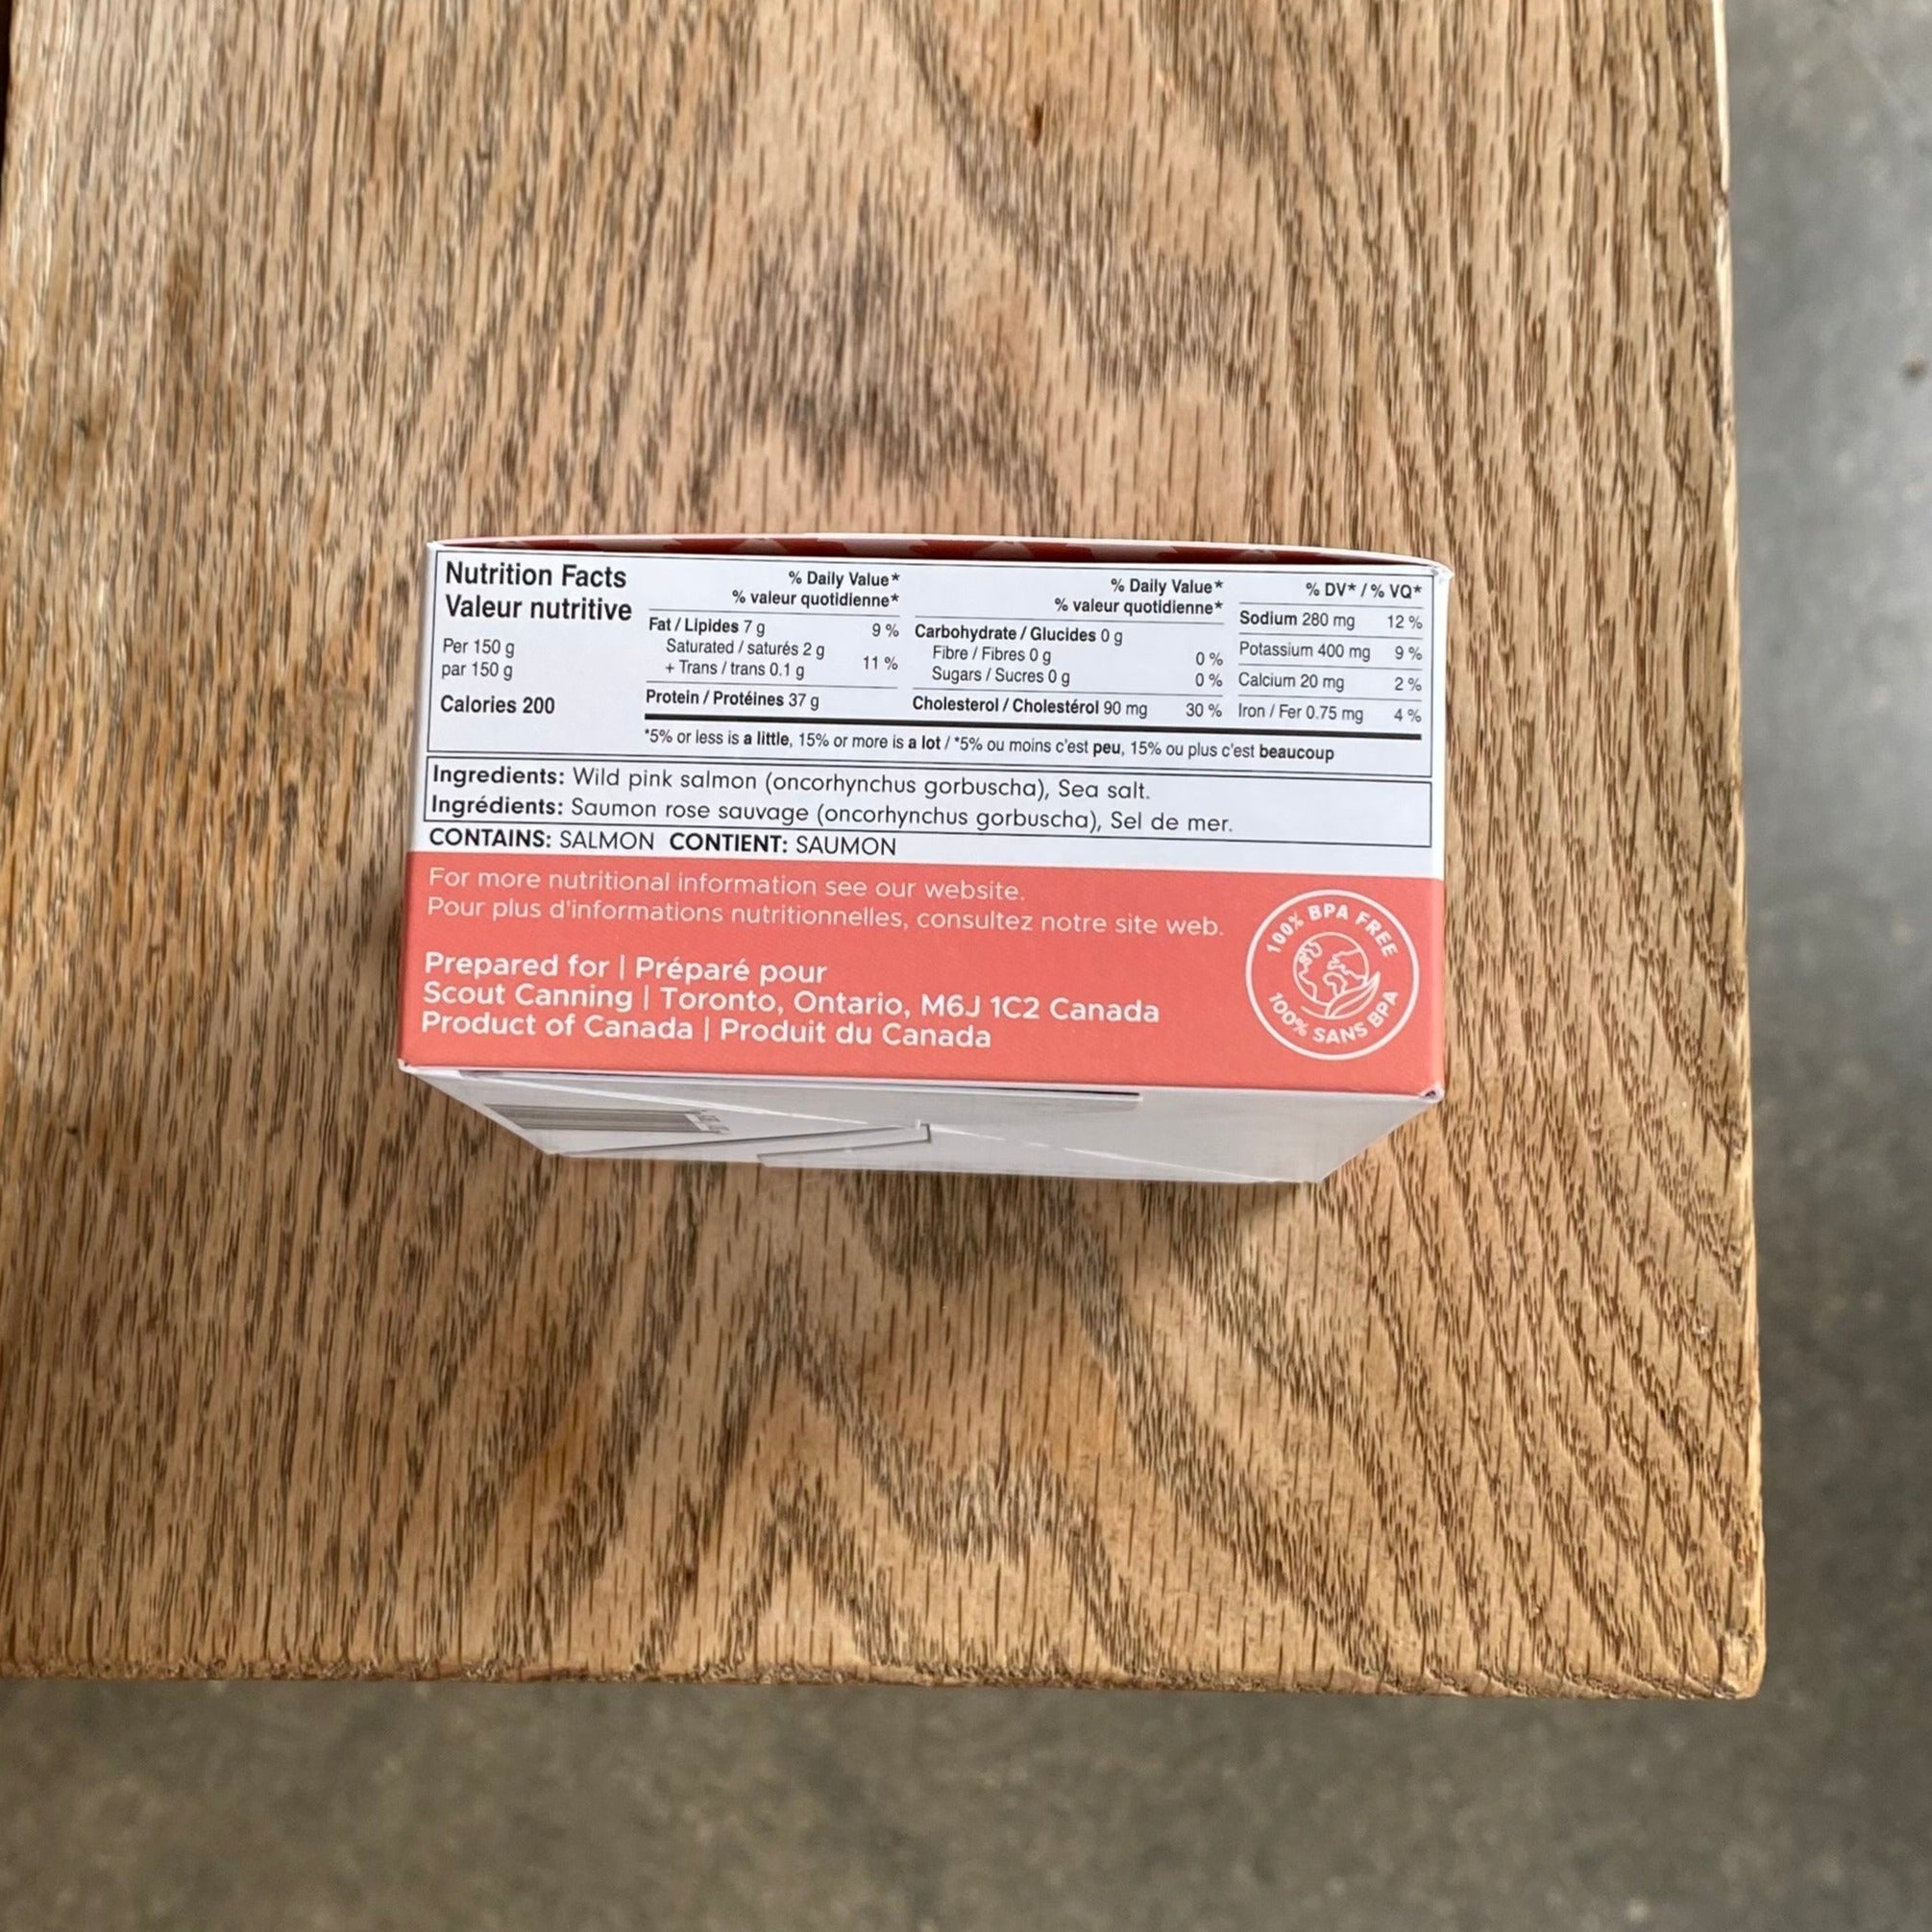 Nutrition Facts
Valeur nutritive
Per 150 g
par 150 g
Calories 200
% Daily Value*
% valeur quotidienne*
Fat / Lipides 7 g 9 %
Saturated / saturés 2 g
+ Trans / trans 0.1 g 11 %
Protein / Protéines 37 g
% Daily Value*
% valeur quotidienne*
Carbohydrate / Glucides 0 g
Fibre / Fibres 0 g 0 %
Sugars / Sucres 0 g 0 %
Cholesterol / Cholestérol 90 mg 30 %
% DV* / % VQ*
Sodium 280 mg 12 %
Potassium 400 mg 9 %
Calcium 20 mg 2 %
Iron / Fer 0.75 mg 4 %
*5% or less is a little, 15% or more is a lot / *5% ou moins c'est peu, 15% ou plus c'est beaucoup
Ingredients: Wild pink salmon (oncorhynchus gorbuscha), Sea salt.
Ingrédients: Saumon rose sauvage (oncorhynchus gorbuscha), Sel de mer.
CONTAINS: SALMON CONTIENT: SAUMON
For more nutritional information see our website.
Pour plus d'informations nutritionnelles, consultez notre site web.
Prepared for | Préparé pour
Scout Canning | Toronto, Ontario, M6J 1C2 Canada
Product of Canada | Produit du Canada
100% BPA FREE
100% SANS BPA